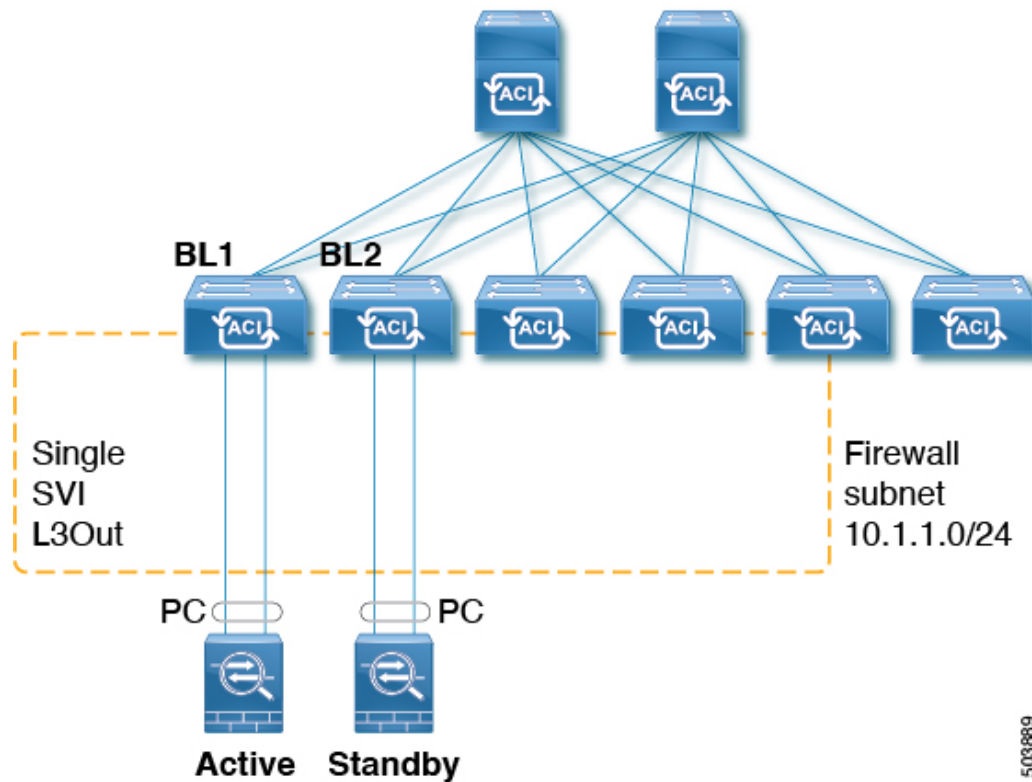 ACI
ACI
BL1
BL2
ACI
ACI
ACI
ACI
ACI
ACI
Single
SVI
L3Out
Firewall
subnet
10.1.1.0/24
PC
PC
Active
Standby
503889